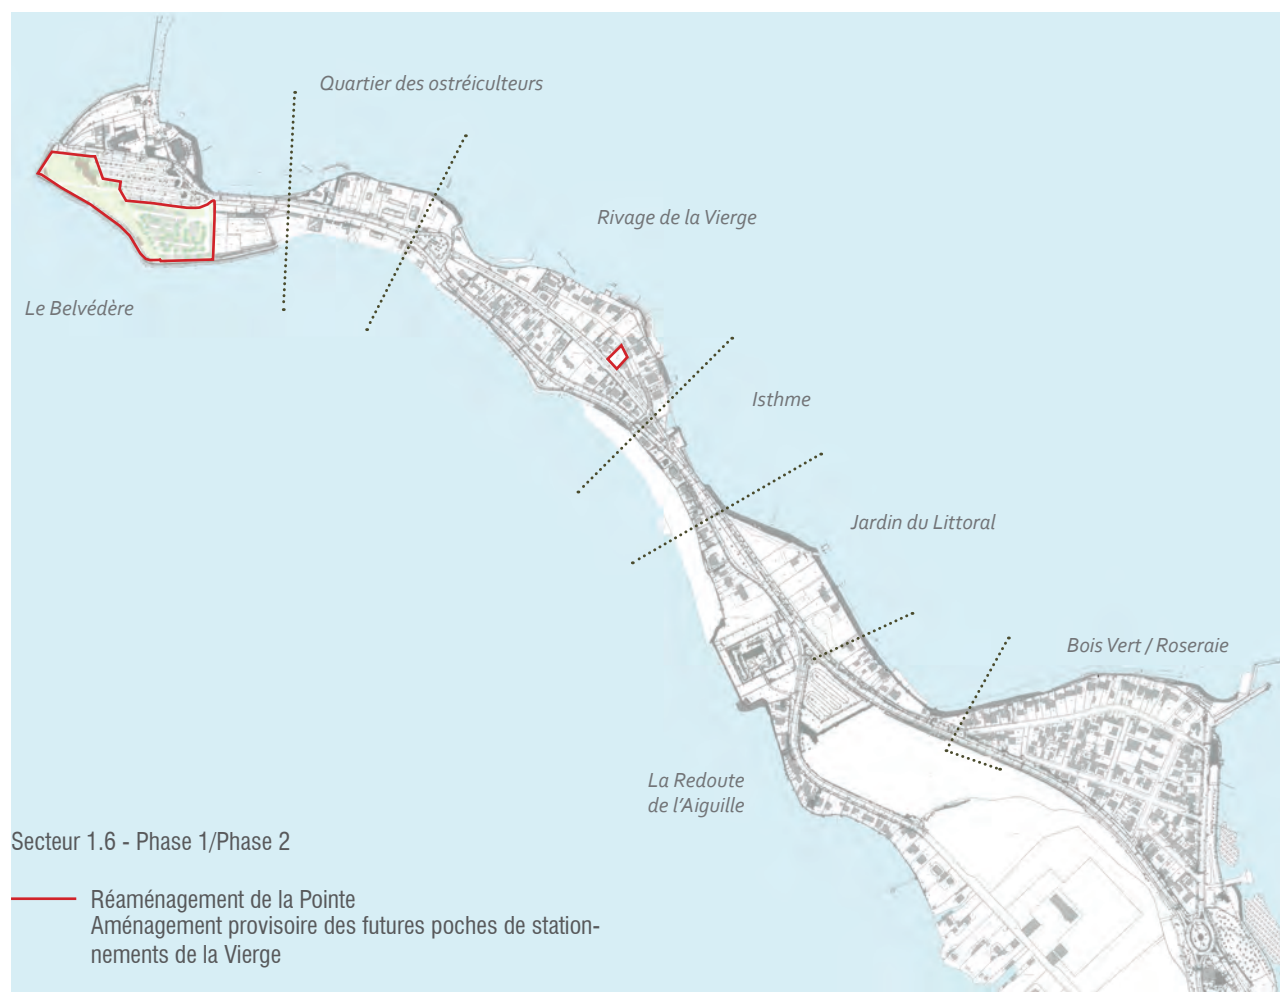 Quartier des ostréiculteurs
Rivage de la Vierge
Le Belvédère
Isthme
Jardin du Littoral
Bois Vert / Roseraie
La Redoute
de l'Aiguille
Secteur 1.6 - Phase 1/Phase 2
Réaménagement de la Pointe
Aménagement provisoire des futures poches de station-
nements de la Vierge